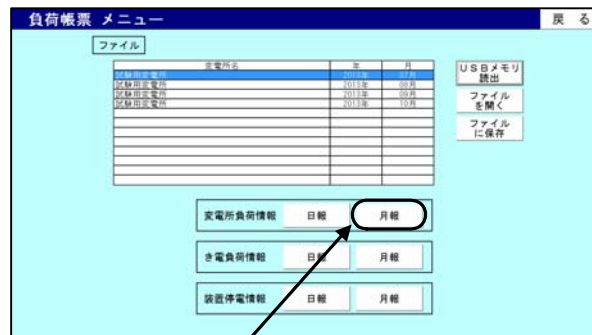 負荷帳票 メニュー
戻 る
ファイル
変電所名 年 月
試験用変電所 2013年 07月
試験用変電所 2013年 08月
試験用変電所 2013年 09月
試験用変電所 2013年 10月
USBメモリ
読出
ファイル
を開く
ファイル
に保存
変電所負荷情報 日報 月報
き電負荷情報 日報 月報
装置停電情報 日報 月報